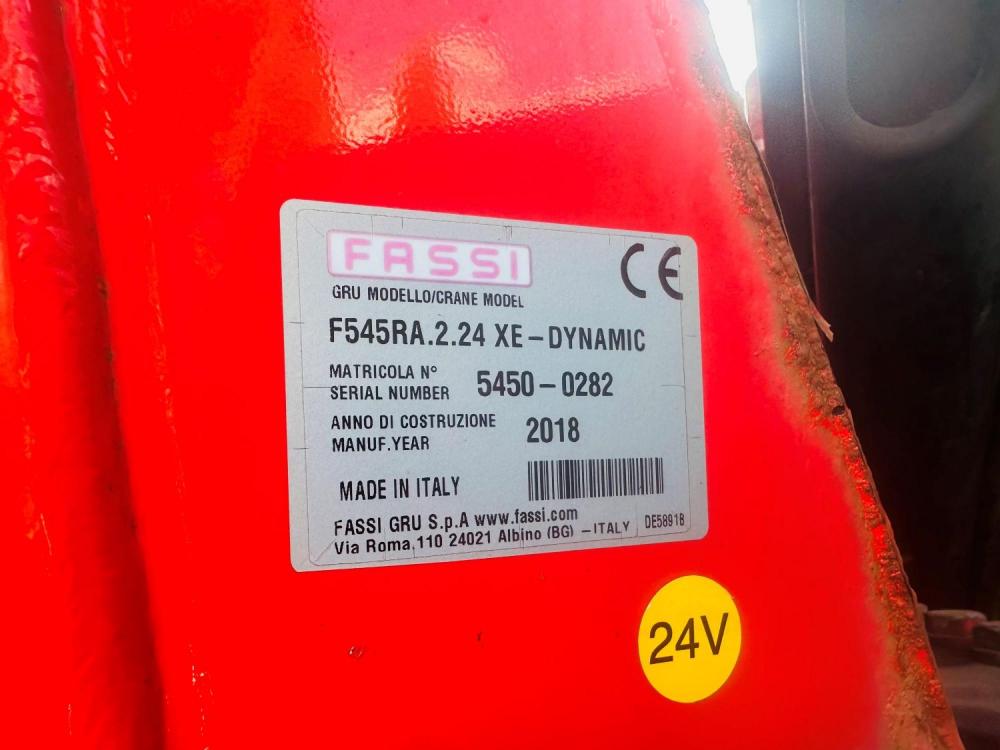 FASSI
CE
GRU MODELLO/CRANE MODEL
F545RA.2.24 XE-DYNAMIC
MATRICOLA N°
SERIAL NUMBER 5450-0282
ANNO DI COSTRUZIONE
MANUF.YEAR 2018
MADE IN ITALY
FASSI GRU S.p.A www.fassi.com
Via Roma,110 24021 Albino (BG) -ITALY DE5891B
24V